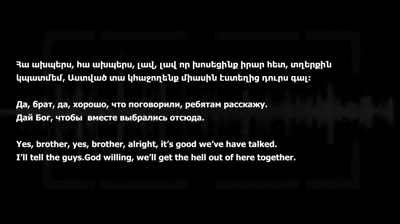 Հա ախպերս, հա ախպերս, լավ, լավ որ խոսեցինք իրար հետ, տղերքին
կպատմեմ, Աստված տա կհաջողենք միասին էստեղից դուրս գալ:
Да, брат, да, хорошо, что поговорили, ребятам расскажу.
Дай Бог, чтобы вместе выбрались отсюда.
Yes, brother, yes, brother, alright, it’s good we’ve have talked.
I’ll tell the guys.God willing, we’ll get the hell out of here together.